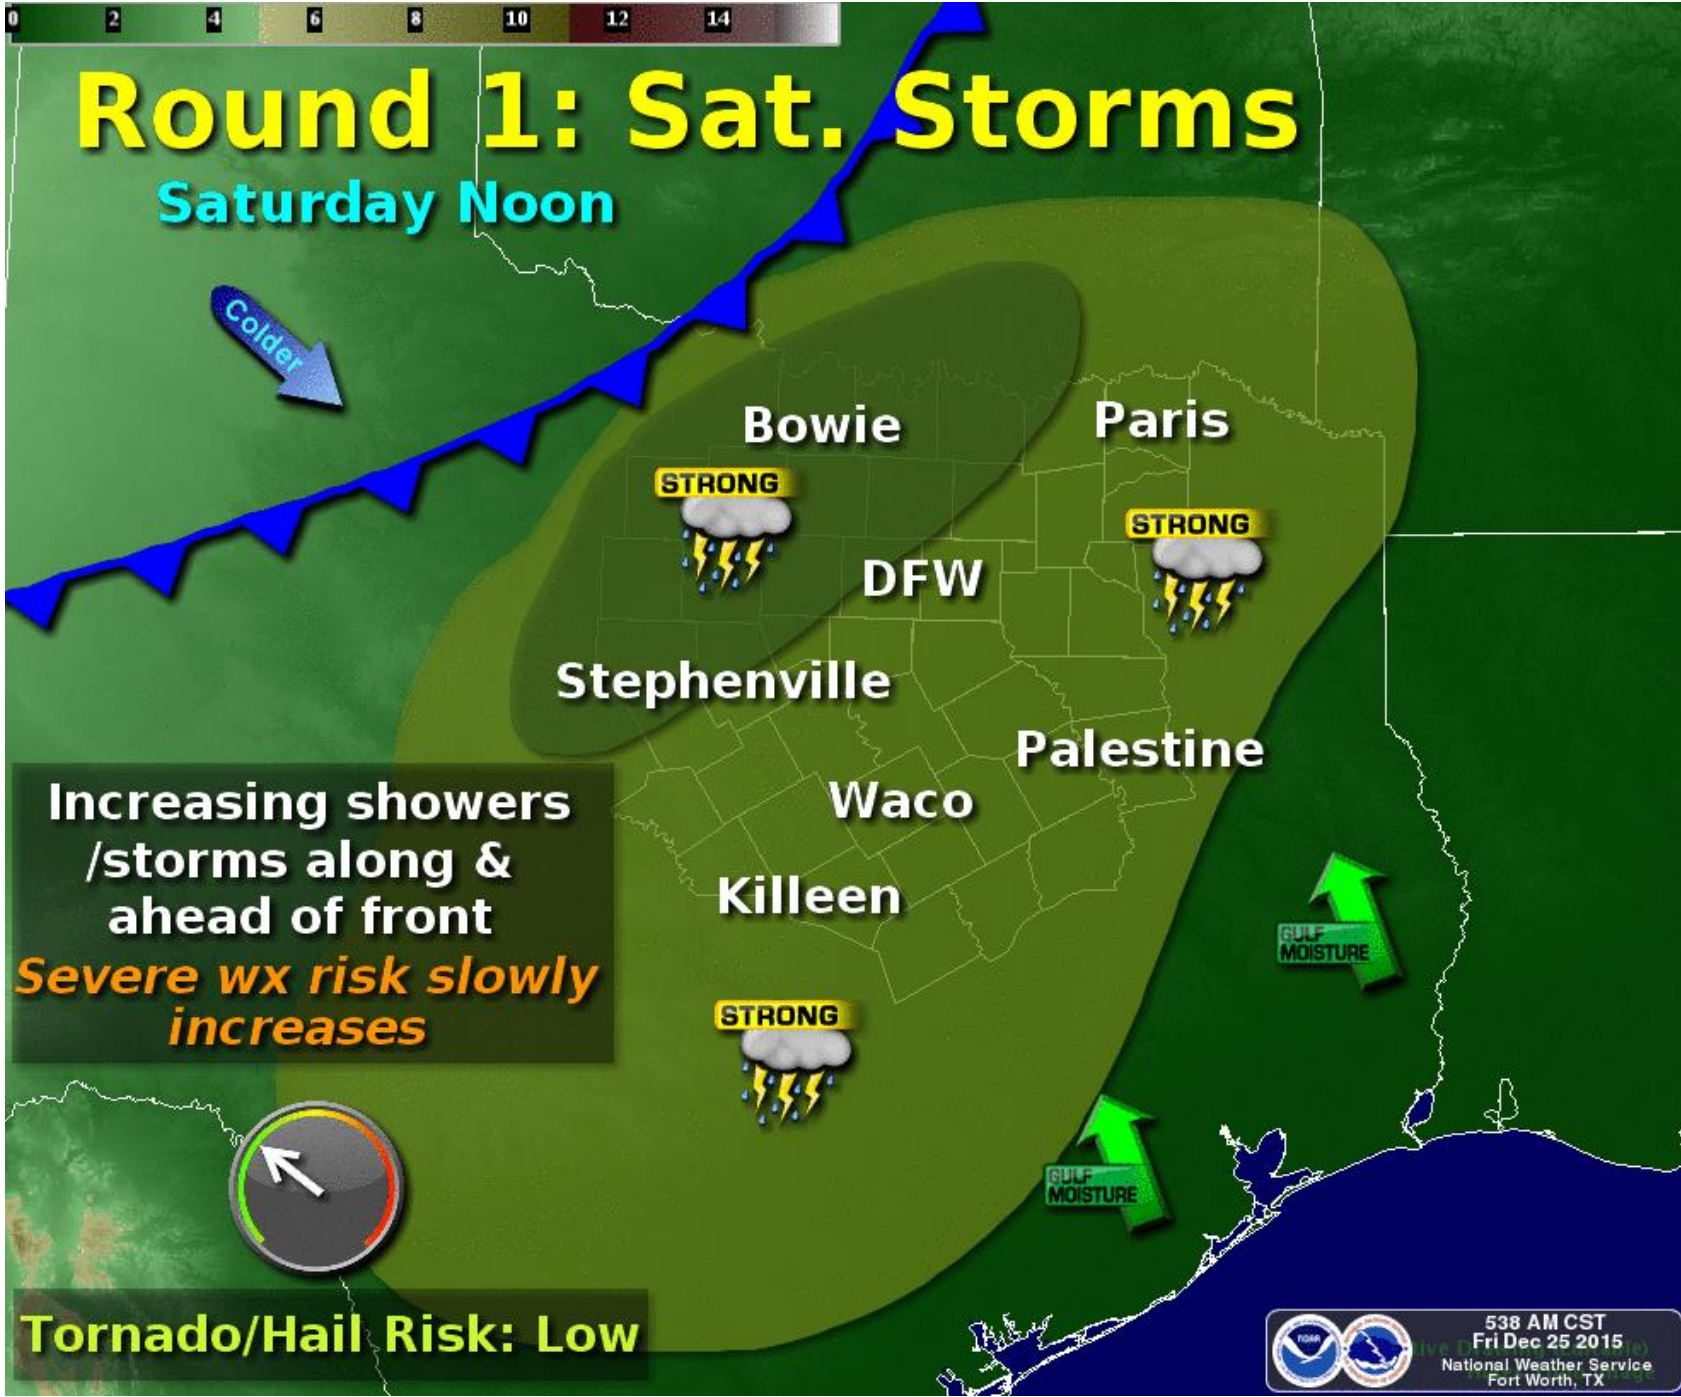 0 2 4 6 8 10 12 14
Round 1: Sat. Storms
Saturday Noon
Colder
Bowie
Paris
STRONG
STRONG
DFW
Stephenville
Palestine
Waco
Killeen
Increasing showers
/storms along &
ahead of front
Severe wx risk slowly
increases
GULF
MOISTURE
STRONG
GULF
MOISTURE
Tornado/Hail Risk: Low
NOAA
538 AM CST
Fri Dec 25 2015
National Weather Service
Fort Worth, TX